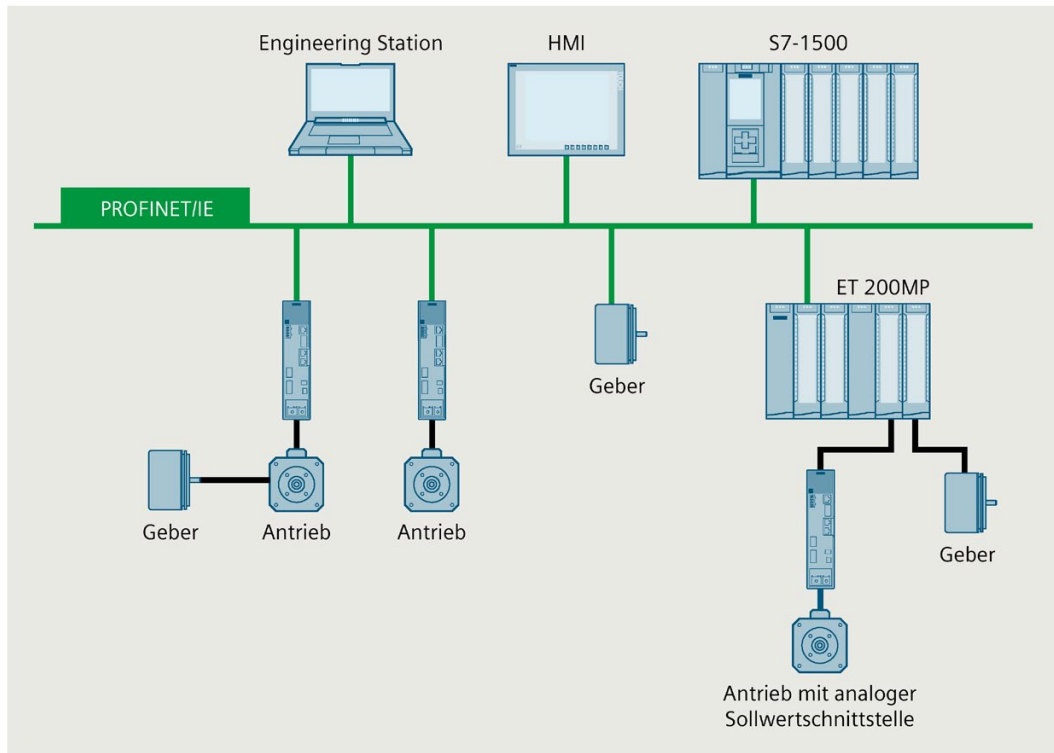 Engineering Station
HMI
S7-1500
PROFINET/IE
ET 200MP
Geber
Geber
Antrieb
Antrieb
Geber
Antrieb mit analoger
Sollwertschnittstelle